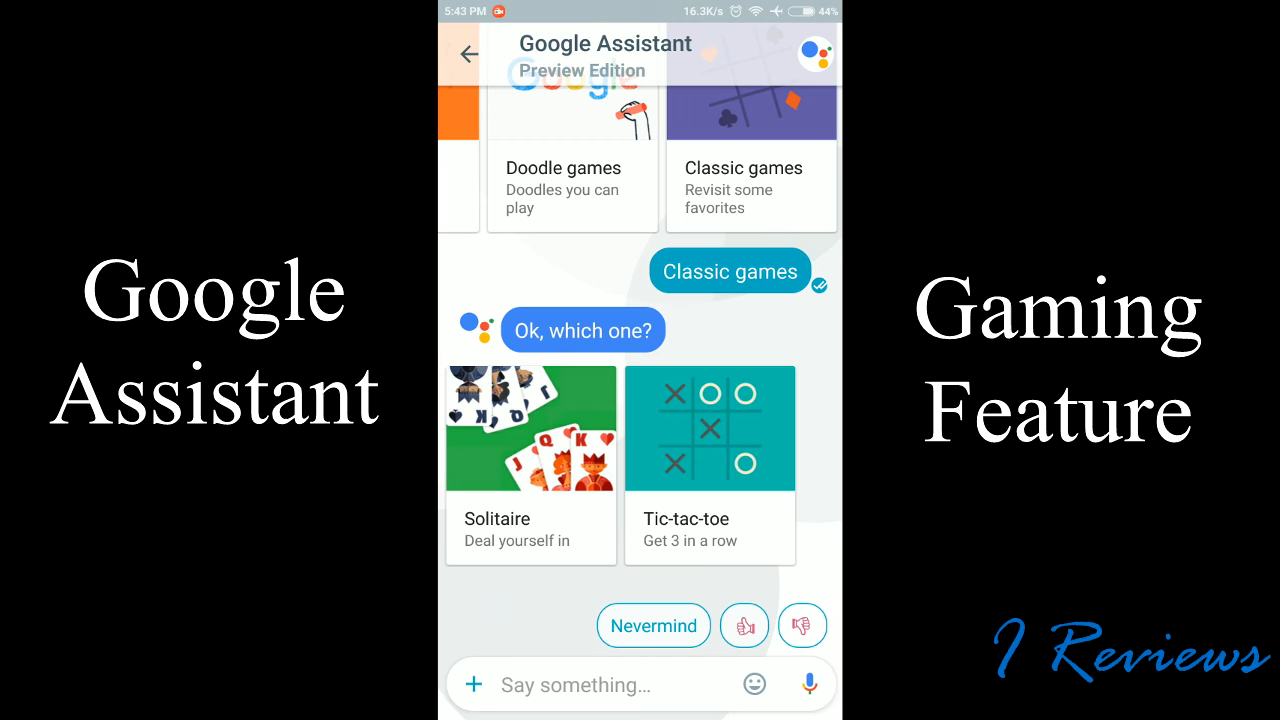 5:43 PM
16.3K/s
44%
Google Assistant
Preview Edition
Google
Doodle games
Doodles you can
play
Classic games
Revisit some
favorites
Classic games
Ok, which one?
J Q K
J Q K
Solitaire
Deal yourself in
X O O
X
X O
Tic-tac-toe
Get 3 in a row
Nevermind
Say something...
Google
Assistant
Gaming
Feature
I Reviews